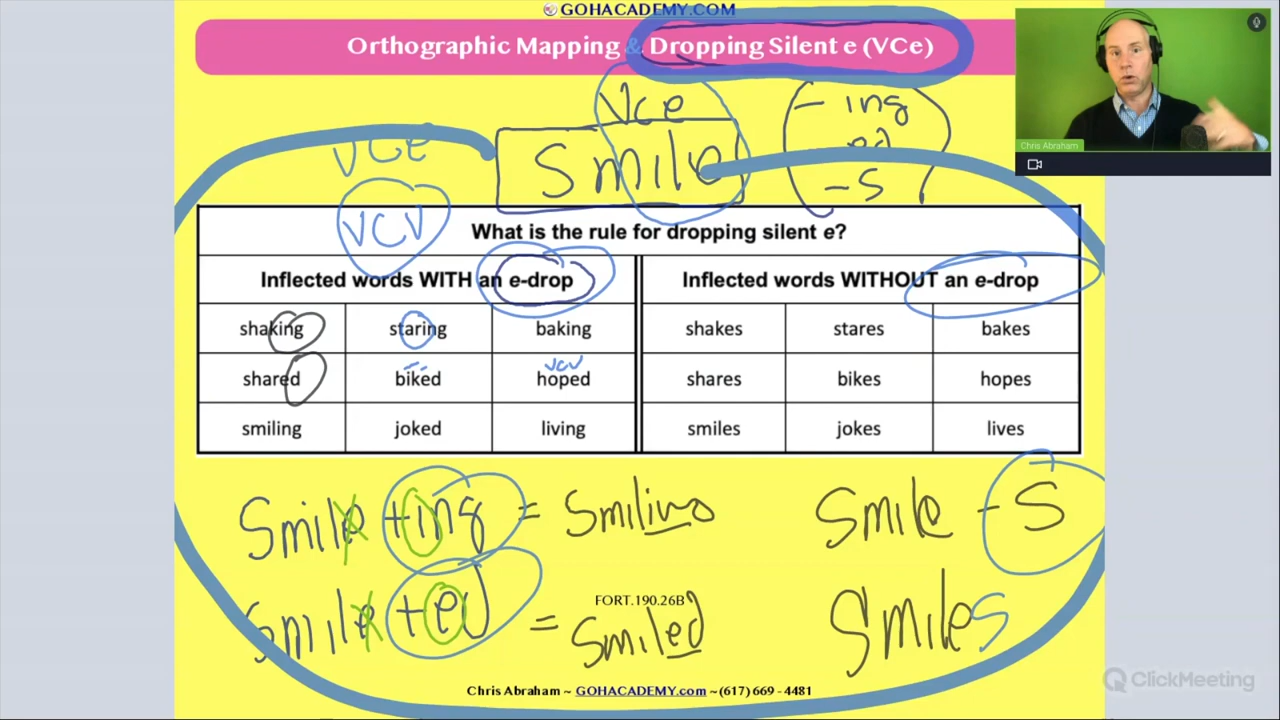 GOHACADEMY.COM
Orthographic Mapping & Dropping Silent e (VCe)
Chris Abraham
VCe
- ing
ed
- S
Smile
VCE
VCV
What is the rule for dropping silent e?
Inflected words WITH an e-drop
Inflected words WITHOUT an e-drop
shaking staring baking shakes stares bakes
vcv
shared biked hoped shares bikes hopes
smiling joked living smiles jokes lives
Smile + ing = Smiling
Smile - S
FORT.190.26B
Smile + ed = Smiled
Smiles
Chris Abraham ~ GOHACADEMY.com ~(617) 669 - 4481
ClickMeeting